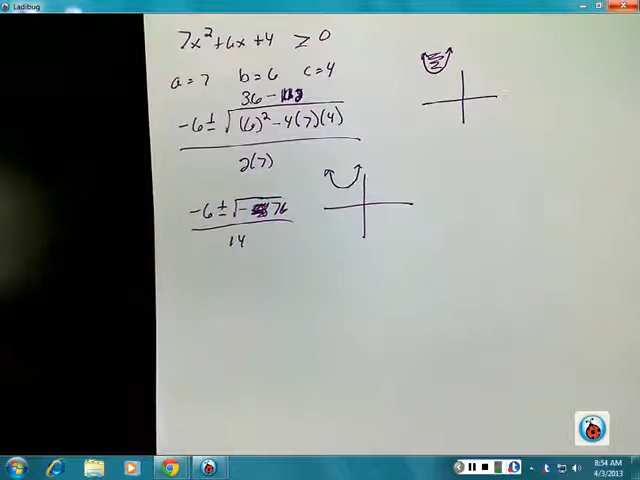 Ladibug
7x² + 6x + 4 ≥ 0
a = 7 b = 6 c = 4
36 -
-6 ± √(6)² - 4(7)(4)
2(7)
-6 ± √- 76
14
8:54 AM
4/3/2013